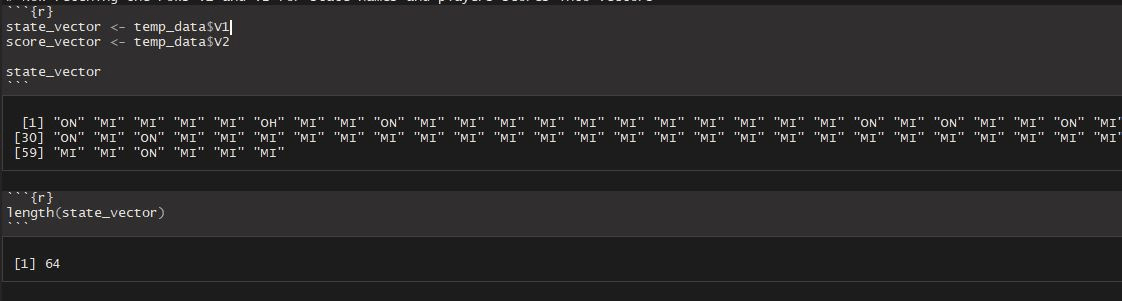 ```{r}
state_vector <- temp_data$V1
score_vector <- temp_data$V2
state_vector
```
[1] "ON" "MI" "MI" "MI" "MI" "OH" "MI" "MI" "ON" "MI" "MI" "MI" "MI" "MI" "MI" "MI" "MI" "MI" "MI" "MI" "ON" "MI" "ON" "MI" "MI" "ON" "MI
[30] "ON" "MI" "ON" "MI" "MI" "MI" "MI" "MI" "MI" "MI" "MI" "MI" "MI" "MI" "MI" "MI" "MI" "MI" "MI" "MI" "MI" "MI" "MI" "MI" "MI" "MI" "MI
[59] "MI" "MI" "ON" "MI" "MI" "MI"
```{r}
length(state_vector)
```
[1] 64